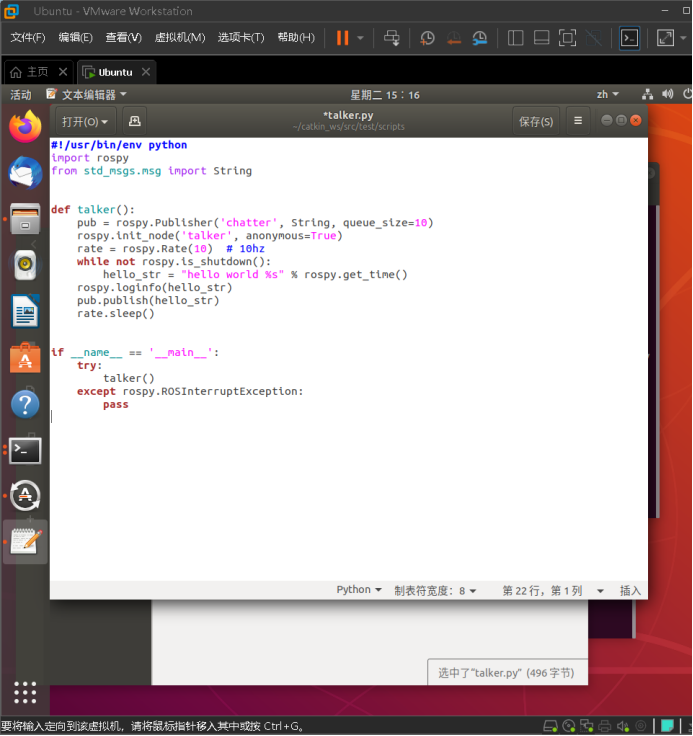 Ubuntu - VMware Workstation
文件(F) 编辑(E) 查看(V) 虚拟机(M) 选项卡(T) 帮助(H)
主页 Ubuntu
活动 文本编辑器 星期二 15：16 zh
打开(O) *talker.py 保存(S)
~/catkin_ws/src/test/scripts
#!/usr/bin/env python
import rospy
from std_msgs.msg import String
def talker():
    pub = rospy.Publisher('chatter', String, queue_size=10)
    rospy.init_node('talker', anonymous=True)
    rate = rospy.Rate(10)  # 10hz
    while not rospy.is_shutdown():
        hello_str = "hello world %s" % rospy.get_time()
    rospy.loginfo(hello_str)
    pub.publish(hello_str)
    rate.sleep()
if __name__ == '__main__':
    try:
        talker()
    except rospy.ROSInterruptException:
        pass
Python 制表符宽度：8 第 22 行，第 1 列 插入
选中了“talker.py” (496 字节)
要将输入定向到该虚拟机，请将鼠标指针移入其中或按 Ctrl+G。